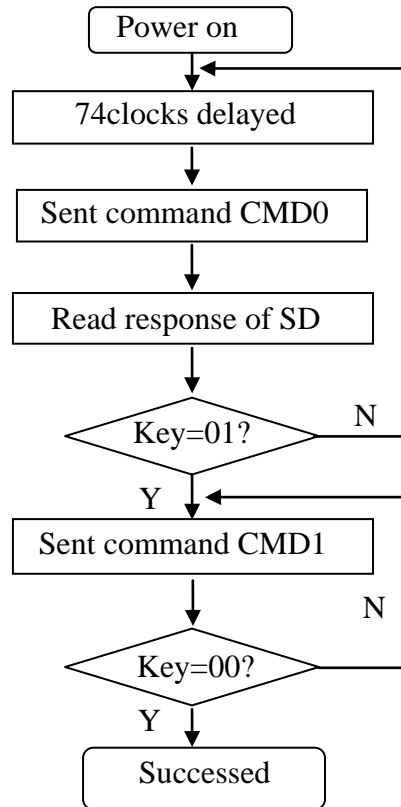 Power on
74clocks delayed
Sent command CMD0
Read response of SD
Key=01?
N
Y
Sent command CMD1
N
Key=00?
Y
Successed